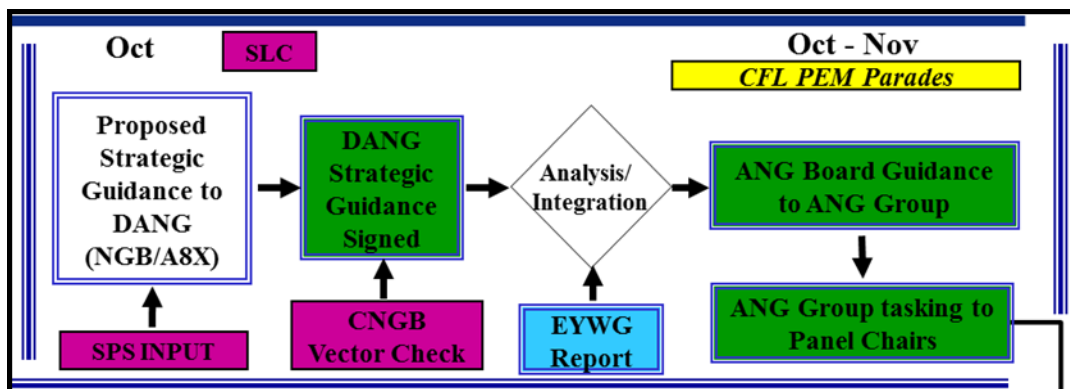 Oct
SLC
Oct - Nov
CFL PEM Parades
Proposed
Strategic
Guidance to
DANG
(NGB/A8X)
DANG
Strategic
Guidance
Signed
Analysis/
Integration
ANG Board Guidance
to ANG Group
SPS INPUT
CNGB
Vector Check
EYWG
Report
ANG Group tasking to
Panel Chairs